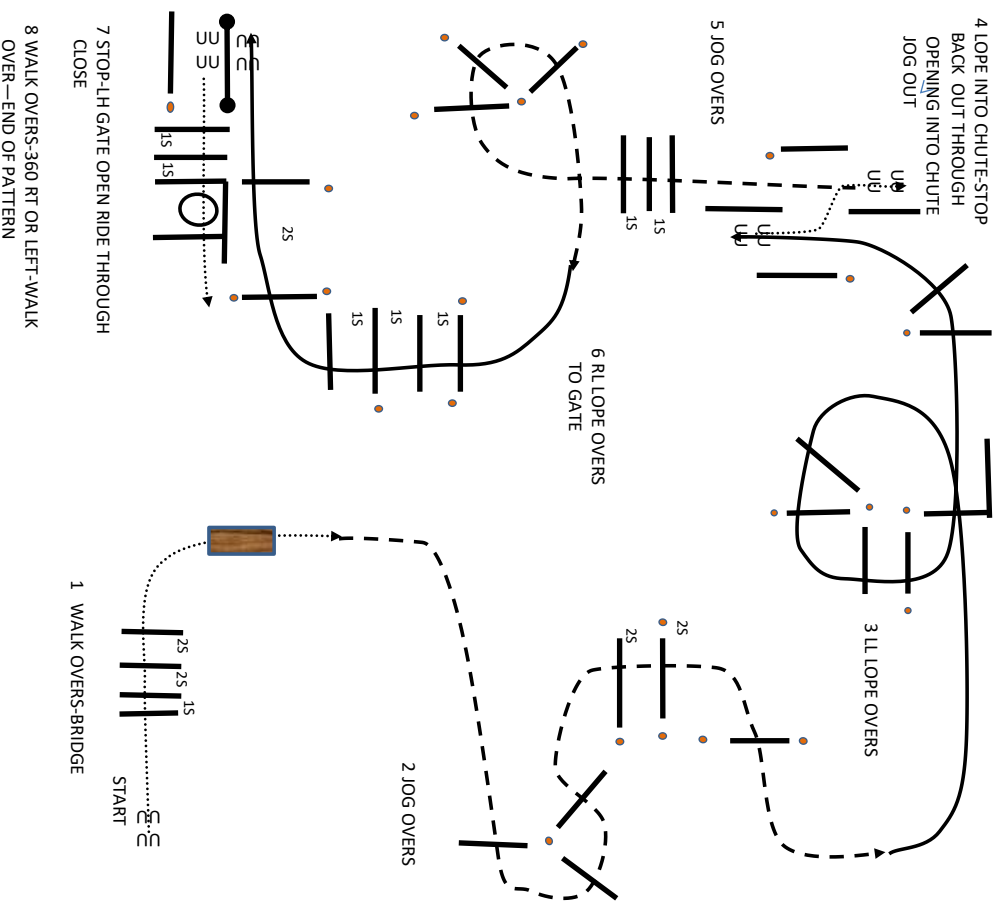 START
1 WALK OVERS-BRIDGE
1S
2S
2S
2 JOG OVERS
2S
2S
3 LL LOPE OVERS
4 LOPE INTO CHUTE-STOP
BACK OUT THROUGH
OPENING INTO CHUTE
JOG OUT
5 JOG OVERS
1S
1S
6 RL LOPE OVERS
TO GATE
1S
1S
1S
2S
7 STOP-LH GATE OPEN RIDE THROUGH
CLOSE
1S
1S
8 WALK OVERS-360 RT OR LEFT-WALK
OVER—END OF PATTERN